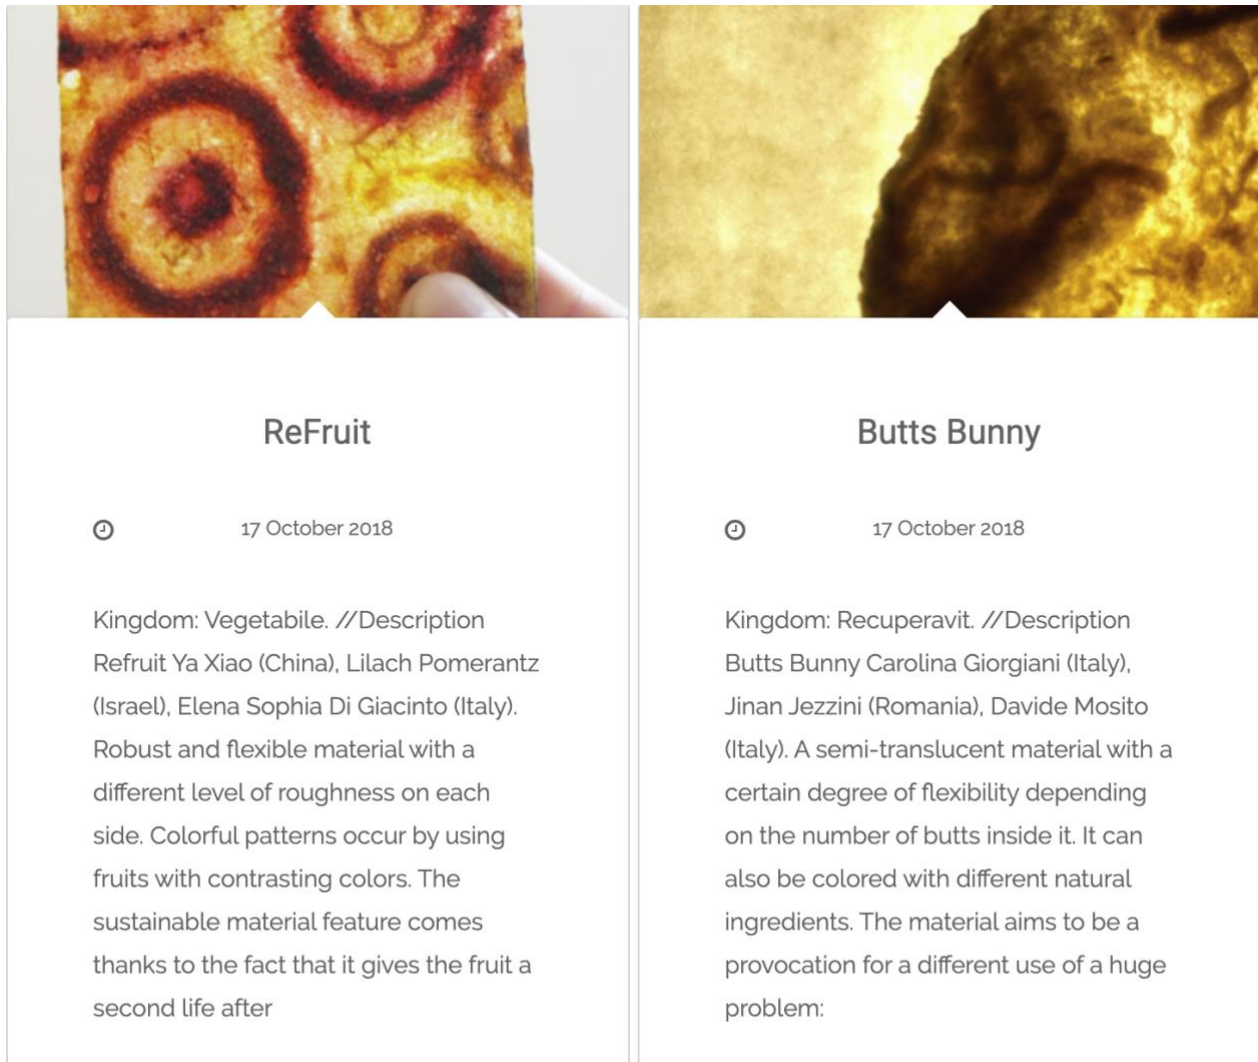 ReFruit
17 October 2018
Kingdom: Vegetabile. //Description
Refruit Ya Xiao (China), Lilach Pomerantz
(Israel), Elena Sophia Di Giacinto (Italy).
Robust and flexible material with a
different level of roughness on each
side. Colorful patterns occur by using
fruits with contrasting colors. The
sustainable material feature comes
thanks to the fact that it gives the fruit a
second life after
Butts Bunny
17 October 2018
Kingdom: Recuperavit. //Description
Butts Bunny Carolina Giorgiani (Italy),
Jinan Jezzini (Romania), Davide Mosito
(Italy). A semi-translucent material with a
certain degree of flexibility depending
on the number of butts inside it. It can
also be colored with different natural
ingredients. The material aims to be a
provocation for a different use of a huge
problem: